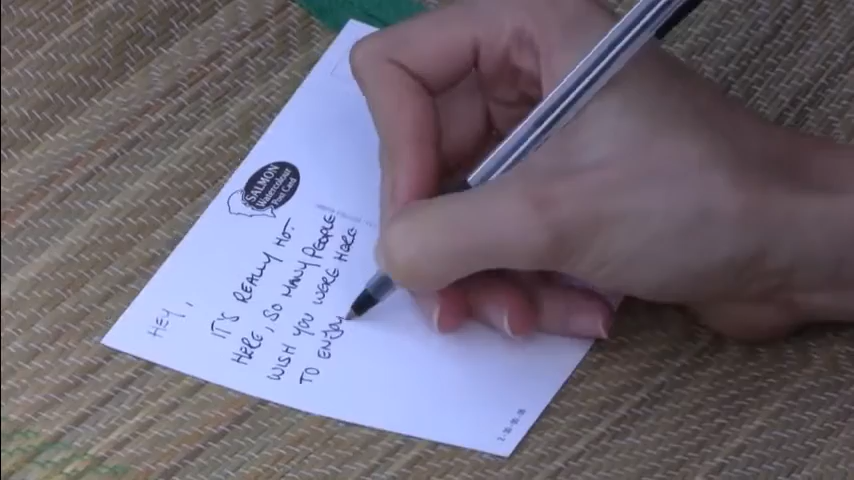 SALMON
Watercolour
Post Card
HEY,
IT'S REALLY HOT
HERE, SO MANY PEOPLE
WISH YOU WERE HERE
TO ENJOY